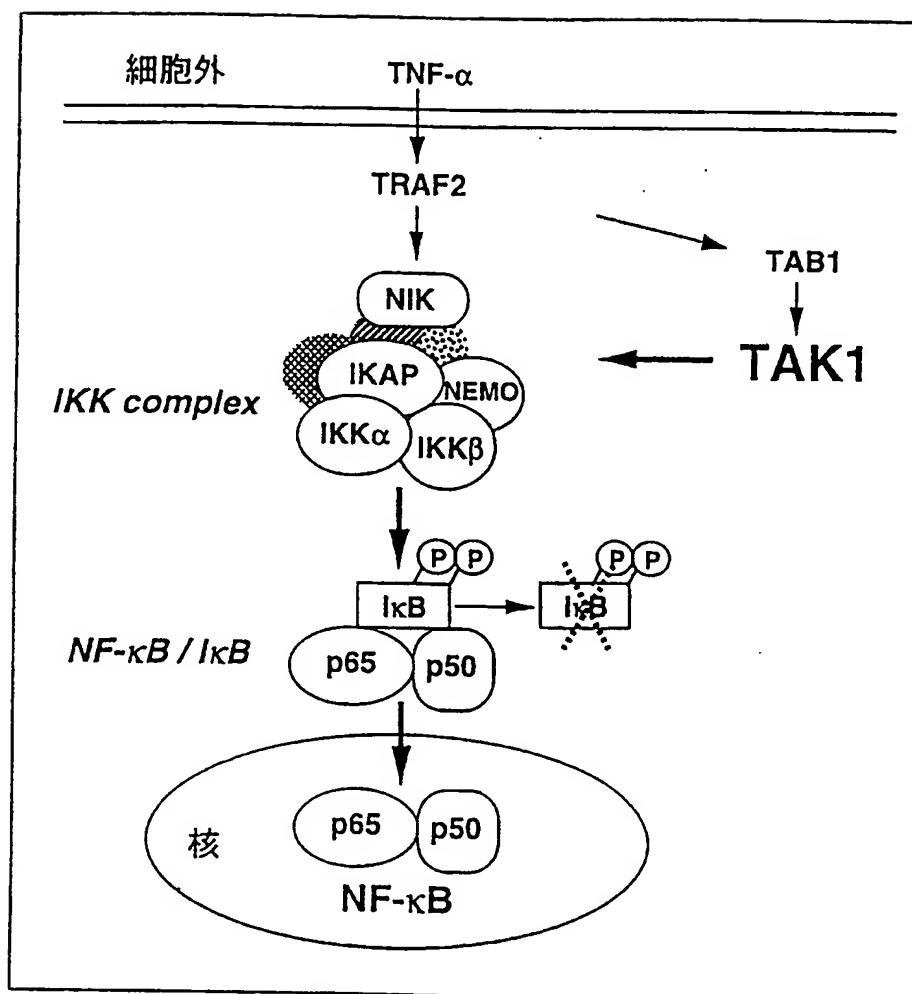 細胞外
TNF-α
TRAF2
TAB1
NIK
TAK1
IKAP
NEMO
IKK complex
IKKα
IKKβ
P P
P P
IκB
IκB
NF-κB / IκB
p65
p50
核
p65
p50
NF-κB